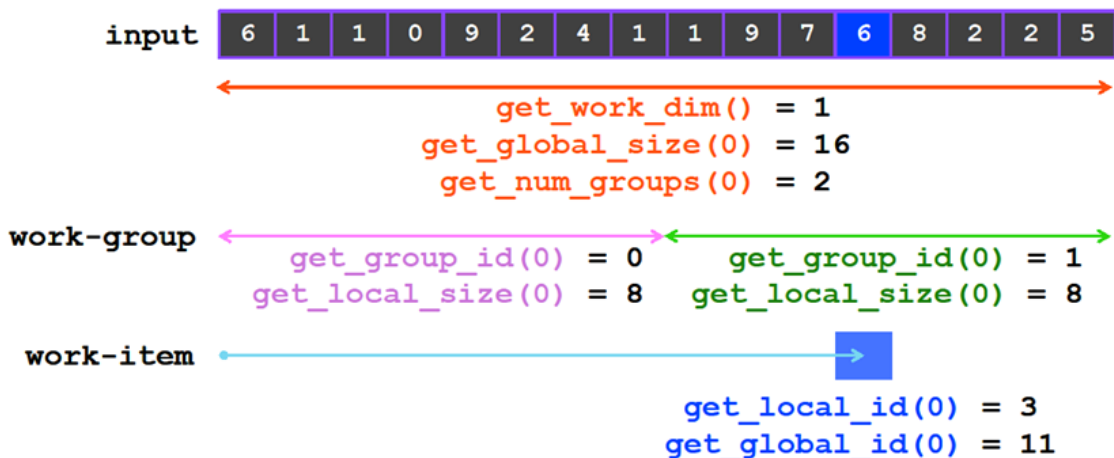 input 6 1 1 0 9 2 4 1 1 9 7 6 8 2 2 5
get_work_dim() = 1
get_global_size(0) = 16
get_num_groups(0) = 2
work-group
get_group_id(0) = 0 get_group_id(0) = 1
get_local_size(0) = 8 get_local_size(0) = 8
work-item
get_local_id(0) = 3
get_global_id(0) = 11